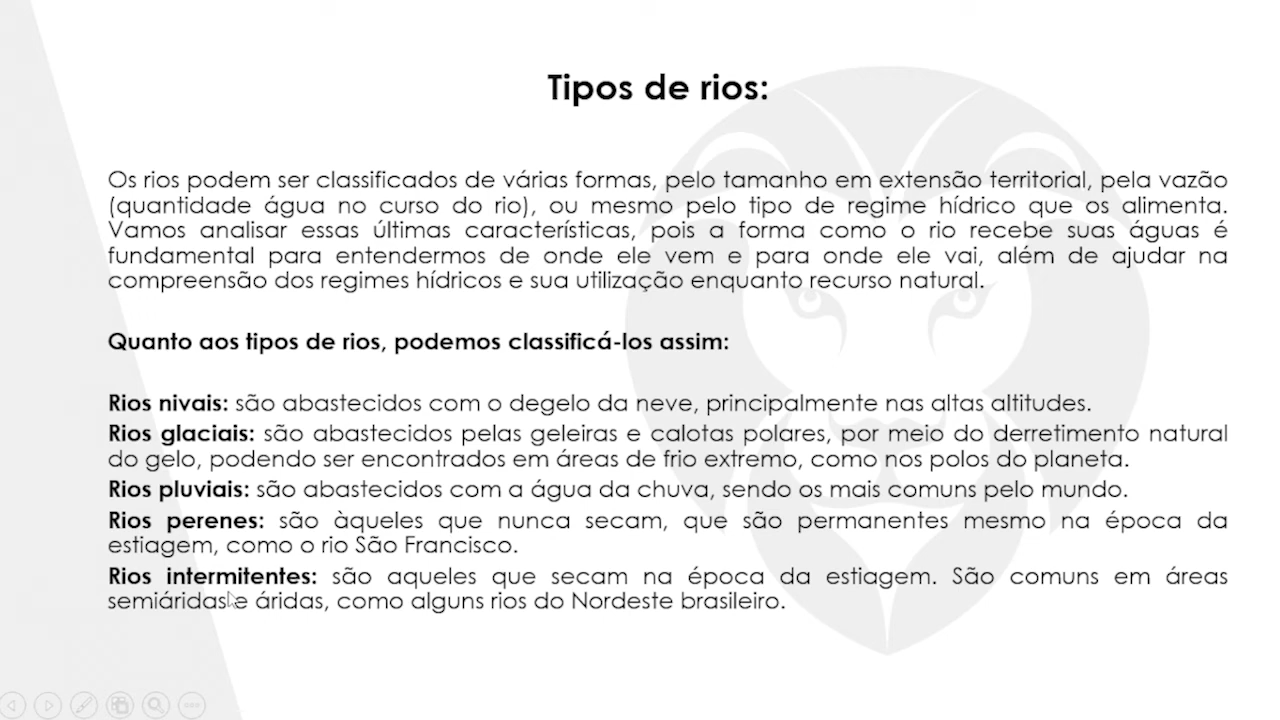 Tipos de rios:
Os rios podem ser classificados de várias formas, pelo tamanho em extensão territorial, pela vazão
(quantidade água no curso do rio), ou mesmo pelo tipo de regime hídrico que os alimenta.
Vamos analisar essas últimas características, pois a forma como o rio recebe suas águas é
fundamental para entendermos de onde ele vem e para onde ele vai, além de ajudar na
compreensão dos regimes hídricos e sua utilização enquanto recurso natural.
Quanto aos tipos de rios, podemos classificá-los assim:
Rios nivais: são abastecidos com o degelo da neve, principalmente nas altas altitudes.
Rios glaciais: são abastecidos pelas geleiras e calotas polares, por meio do derretimento natural
do gelo, podendo ser encontrados em áreas de frio extremo, como nos polos do planeta.
Rios pluviais: são abastecidos com a água da chuva, sendo os mais comuns pelo mundo.
Rios perenes: são àqueles que nunca secam, que são permanentes mesmo na época da
estiagem, como o rio São Francisco.
Rios intermitentes: são aqueles que secam na época da estiagem. São comuns em áreas
semiáridas e áridas, como alguns rios do Nordeste brasileiro.